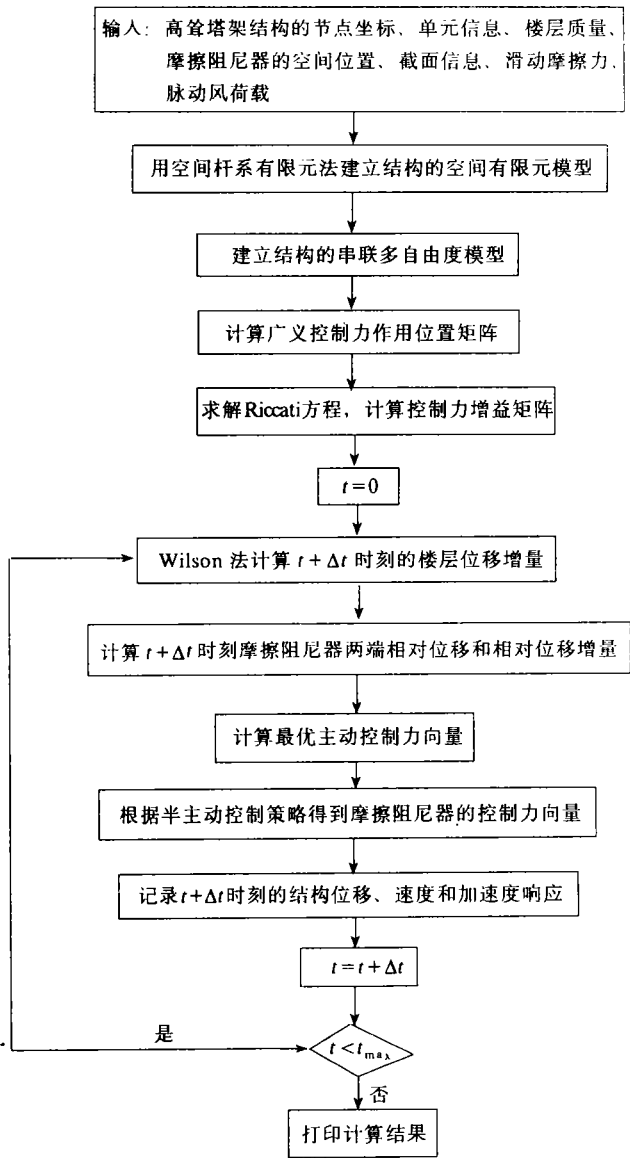 输入：高耸塔架结构的节点坐标、单元信息、楼层质量、
摩擦阻尼器的空间位置、截面信息、滑动摩擦力、
脉动风荷载
用空间杆系有限元法建立结构的空间有限元模型
建立结构的串联多自由度模型
计算广义控制力作用位置矩阵
求解Riccati方程，计算控制力增益矩阵
t=0
Wilson 法计算 t + Δt 时刻的楼层位移增量
计算 t + Δt 时刻摩擦阻尼器两端相对位移和相对位移增量
计算最优主动控制力向量
根据半主动控制策略得到摩擦阻尼器的控制力向量
记录t+Δt时刻的结构位移、速度和加速度响应
t = t + Δt
是
t < tmax
否
打印计算结果